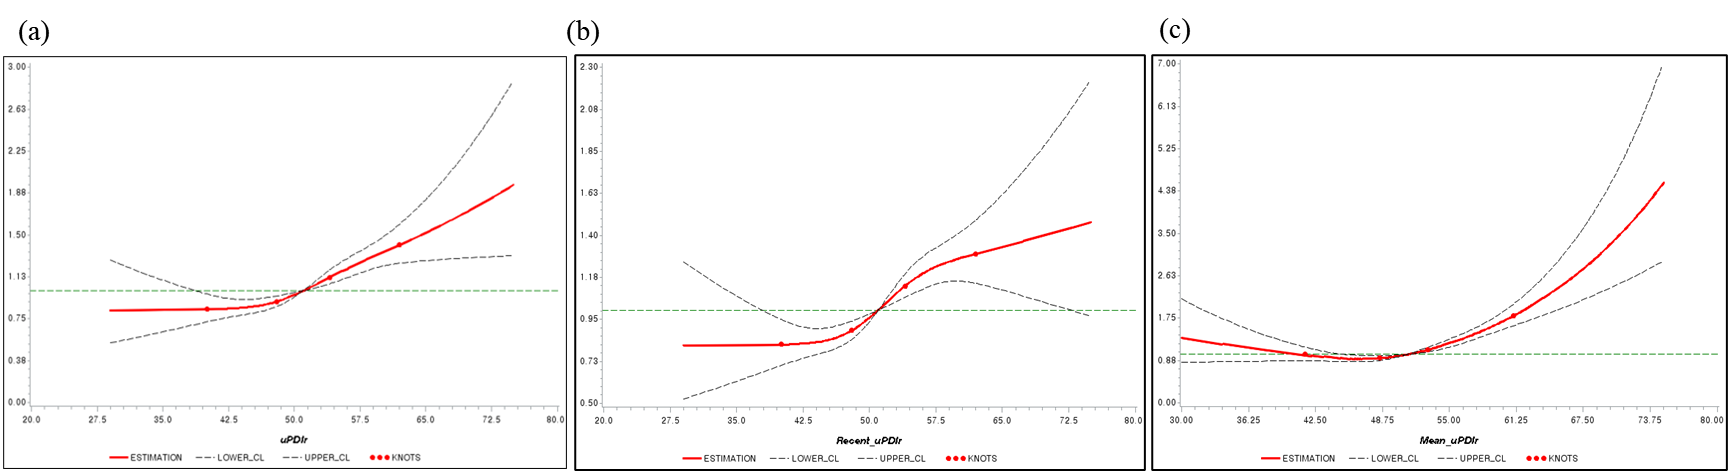 (a)
3.00
2.63
2.25
1.88
1.50
1.13
0.75
0.38
0.00
20.0 27.5 35.0 42.5 50.0 57.5 65.0 72.5 80.0
uPDIr
ESTIMATION LOWER_CL UPPER_CL KNOTS
(b)
2.30
2.08
1.85
1.63
1.40
1.18
0.95
0.73
0.50
20.0 27.5 35.0 42.5 50.0 57.5 65.0 72.5 80.0
Recent_uPDIr
ESTIMATION LOWER_CL UPPER_CL KNOTS
(c)
7.00
6.13
5.25
4.38
3.50
2.63
1.75
0.88
0.00
30.00 36.25 42.50 48.75 55.00 61.25 67.50 73.75 80.00
Mean_uPDIr
ESTIMATION LOWER_CL UPPER_CL KNOTS